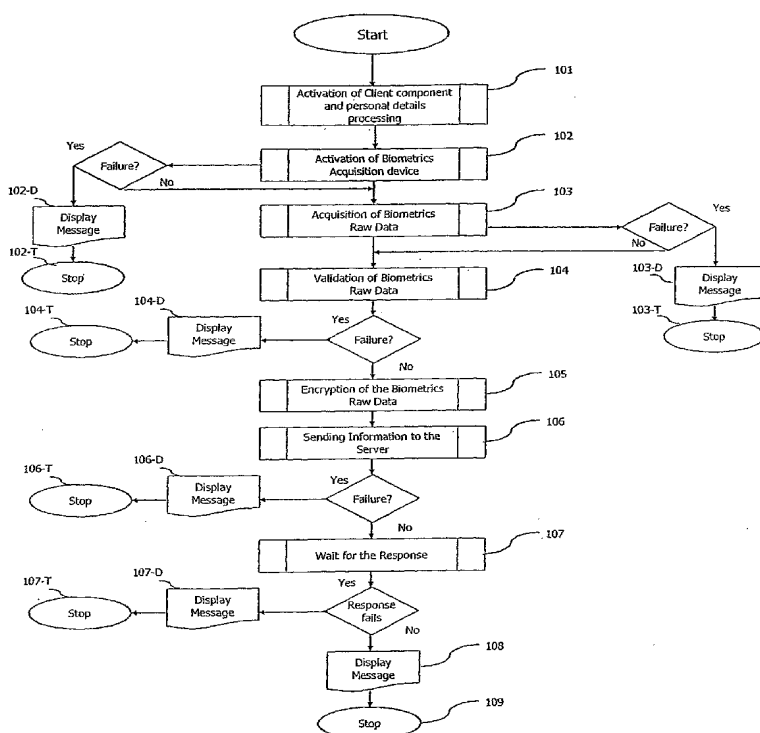 Start
101
Activation of Client component
and personal details
processing
Yes
Failure?
No
102
Activation of Biometrics
Acquisition device
102-D
Display
Message
102-T
Stop
103
Acquisition of Biometrics
Raw Data
Failure?
Yes
No
103-D
Display
Message
103-T
Stop
104
Validation of Biometrics
Raw Data
104-T
Stop
104-D
Display
Message
Yes
Failure?
No
105
Encryption of the Biometrics
Raw Data
106
Sending Information to the
Server
106-T
Stop
106-D
Display
Message
Yes
Failure?
No
107
Wait for the Response
107-T
Stop
107-D
Display
Message
Yes
Response
fails
No
108
Display
Message
109
Stop